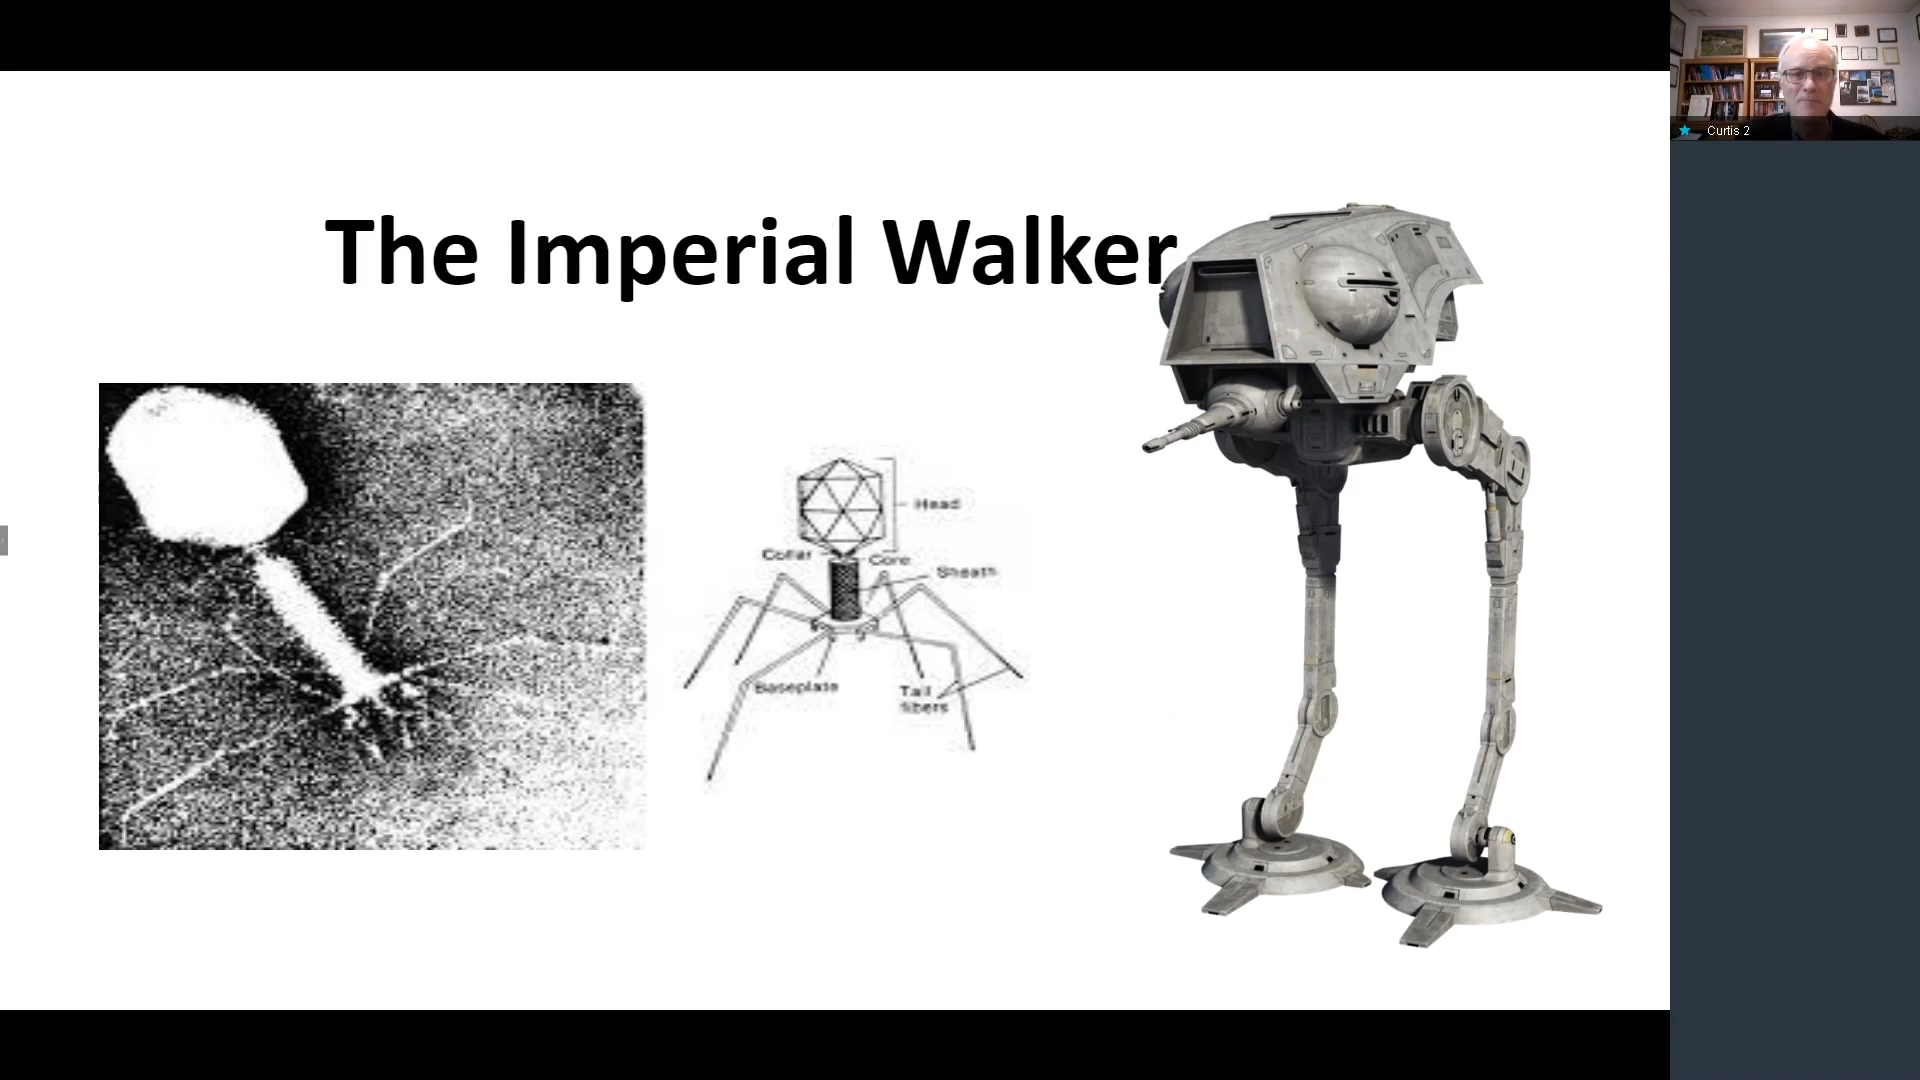 The Imperial Walker
Head
Collar
Core
Sheath
Baseplate
Tail
fibers
Curtis 2